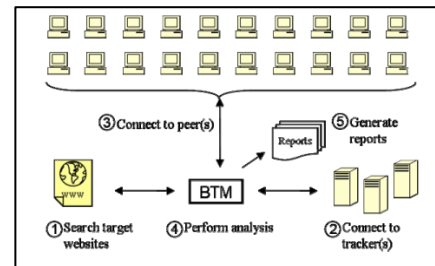 ③Connect to peer(s)
⑤Generate
reports
Reports
WWW
BTM
①Search target
websites
④Perform analysis
②Connect to
tracker(s)